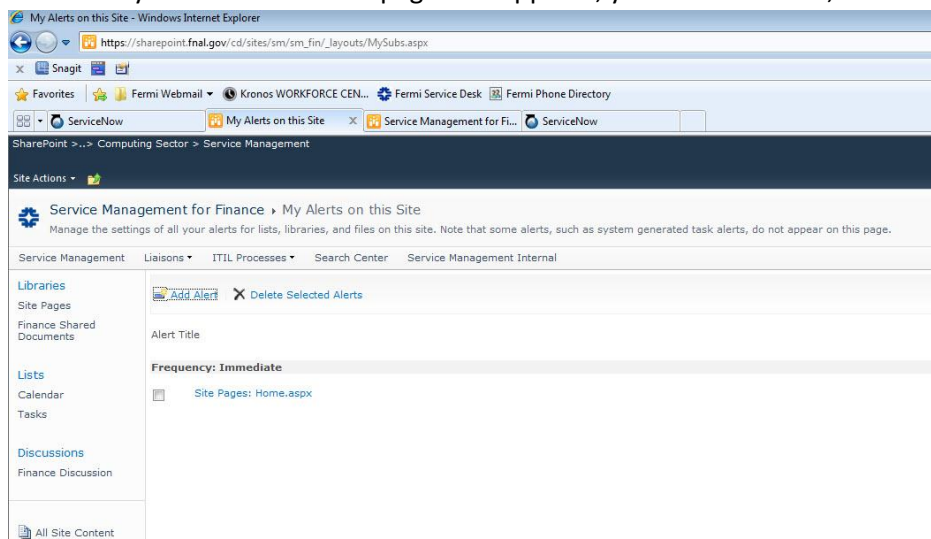 My Alerts on this Site - Windows Internet Explorer
https://sharepoint.fnal.gov/cd/sites/sm/sm_fin/_layouts/MySubs.aspx
x Snagit
Favorites Fermi Webmail Kronos WORKFORCE CEN... Fermi Service Desk Fermi Phone Directory
ServiceNow My Alerts on this Site X Service Management for Fi... ServiceNow
SharePoint >..> Computing Sector > Service Management
Site Actions
Service Management for Finance ▸ My Alerts on this Site
Manage the settings of all your alerts for lists, libraries, and files on this site. Note that some alerts, such as system generated task alerts, do not appear on this page.
Service Management Liaisons ITIL Processes Search Center Service Management Internal
Libraries
Site Pages
Finance Shared
Documents
Lists
Calendar
Tasks
Discussions
Finance Discussion
All Site Content
Add Alert Delete Selected Alerts
Alert Title
Frequency: Immediate
Site Pages: Home.aspx